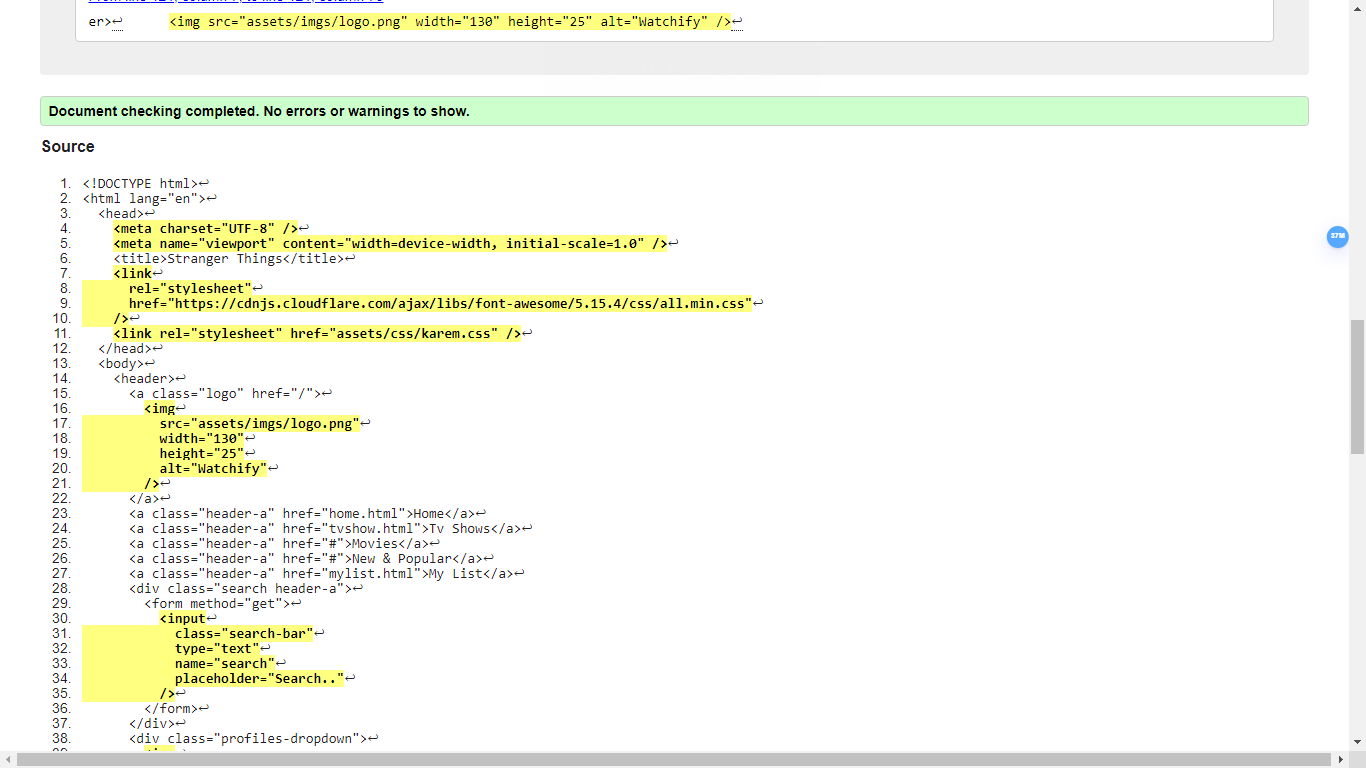 er>↩      <img src="assets/imgs/logo.png" width="130" height="25" alt="Watchify" />↩
Document checking completed. No errors or warnings to show.
Source
1. <!DOCTYPE html>↩
2. <html lang="en">↩
3.   <head>↩
4.     <meta charset="UTF-8" />↩
5.     <meta name="viewport" content="width=device-width, initial-scale=1.0" />↩
6.     <title>Stranger Things</title>↩
7.     <link↩
8.       rel="stylesheet"↩
9.       href="https://cdnjs.cloudflare.com/ajax/libs/font-awesome/5.15.4/css/all.min.css"↩
10.     />↩
11.     <link rel="stylesheet" href="assets/css/karem.css" />↩
12.   </head>↩
13.   <body>↩
14.     <header>↩
15.       <a class="logo" href="/">↩
16.         <img↩
17.           src="assets/imgs/logo.png"↩
18.           width="130"↩
19.           height="25"↩
20.           alt="Watchify"↩
21.         />↩
22.       </a>↩
23.       <a class="header-a" href="home.html">Home</a>↩
24.       <a class="header-a" href="tvshow.html">Tv Shows</a>↩
25.       <a class="header-a" href="#">Movies</a>↩
26.       <a class="header-a" href="#">New & Popular</a>↩
27.       <a class="header-a" href="mylist.html">My List</a>↩
28.       <div class="search header-a">↩
29.         <form method="get">↩
30.           <input↩
31.             class="search-bar"↩
32.             type="text"↩
33.             name="search"↩
34.             placeholder="Search.."↩
35.           />↩
36.         </form>↩
37.       </div>↩
38.       <div class="profiles-dropdown">↩